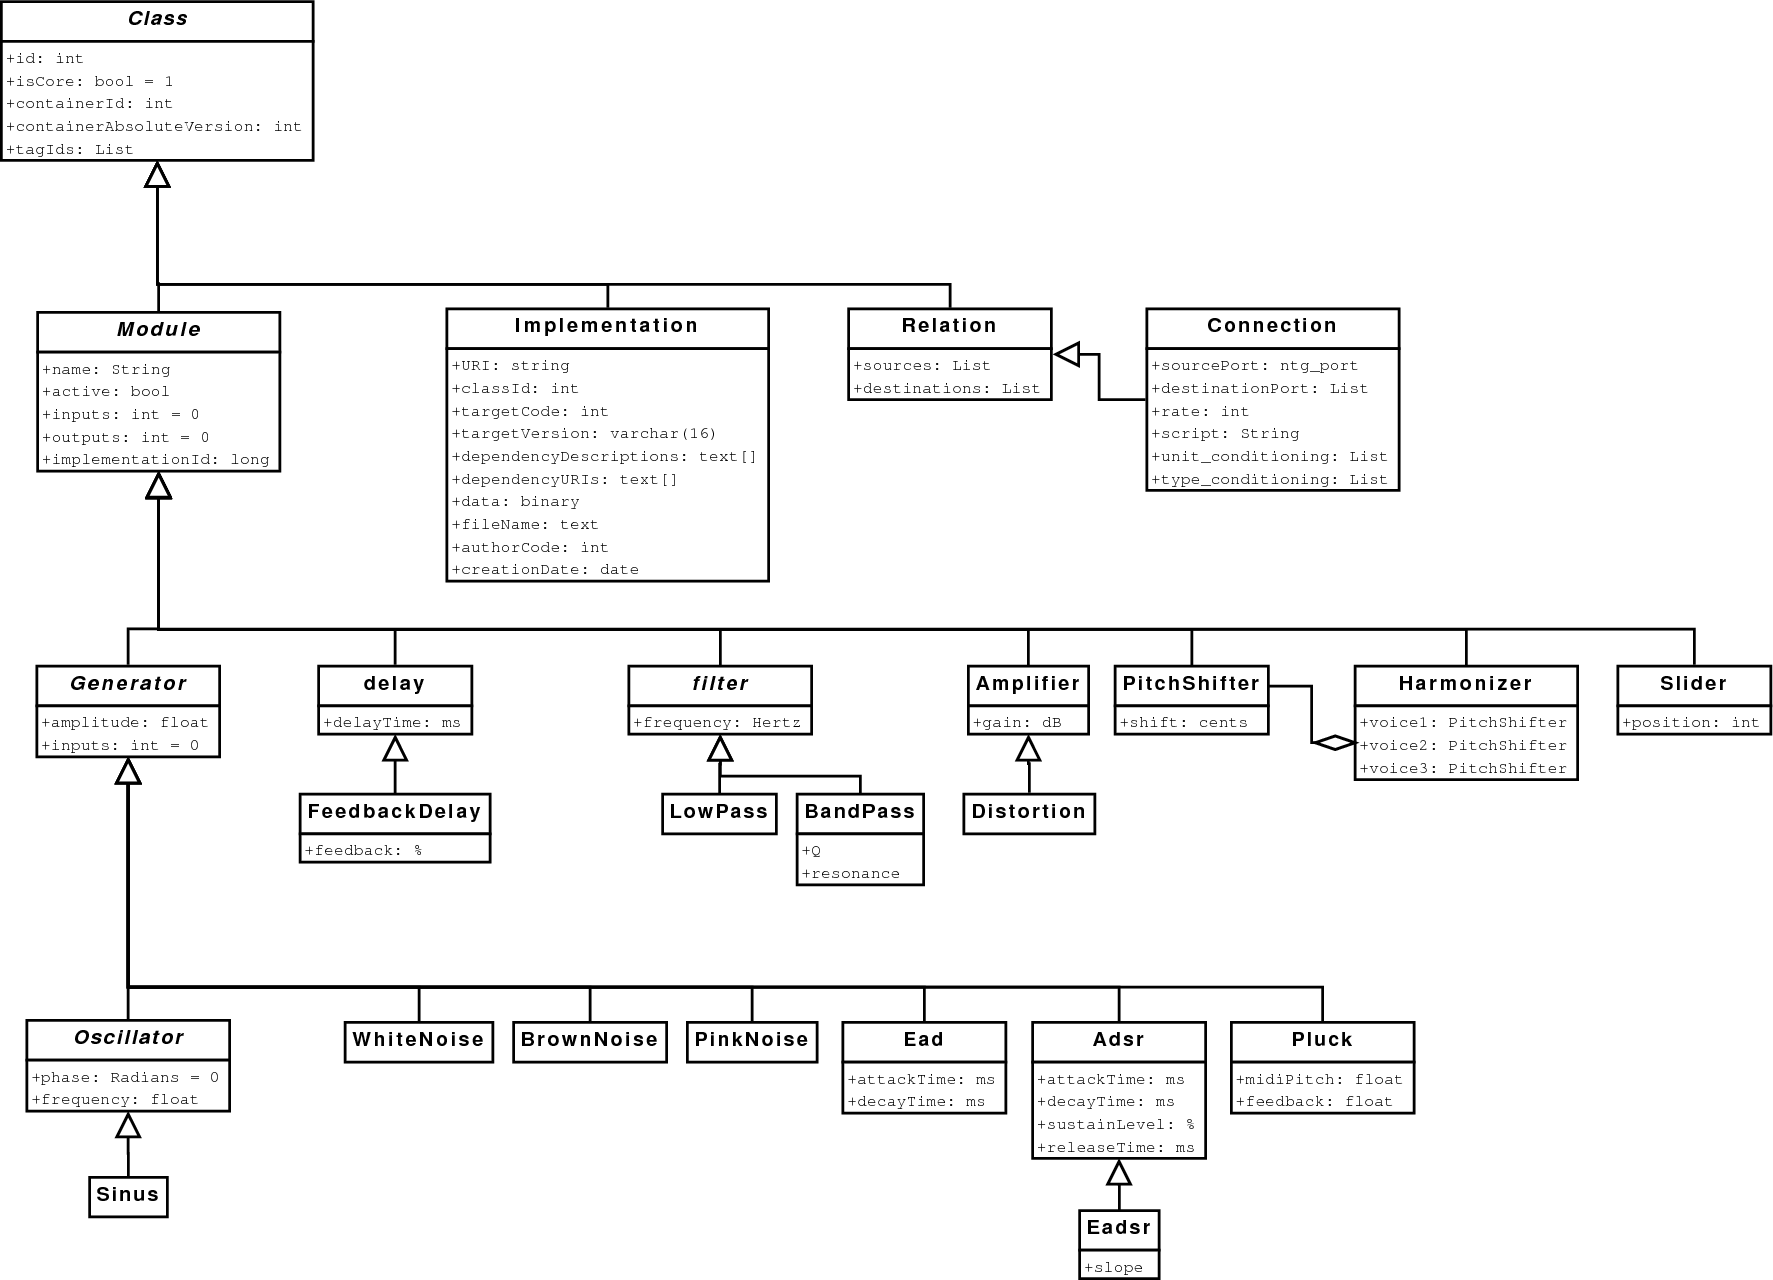 Class
+id: int
+isCore: bool = 1
+containerId: int
+containerAbsoluteVersion: int
+tagIds: List
Module
+name: String
+active: bool
+inputs: int = 0
+outputs: int = 0
+implementationId: long
Implementation
+URI: string
+classId: int
+targetCode: int
+targetVersion: varchar(16)
+dependencyDescriptions: text[]
+dependencyURIs: text[]
+data: binary
+fileName: text
+authorCode: int
+creationDate: date
Relation
+sources: List
+destinations: List
Connection
+sourcePort: ntg_port
+destinationPort: List
+rate: int
+script: String
+unit_conditioning: List
+type_conditioning: List
Generator
+amplitude: float
+inputs: int = 0
delay
+delayTime: ms
filter
+frequency: Hertz
Amplifier
+gain: dB
PitchShifter
+shift: cents
Harmonizer
+voice1: PitchShifter
+voice2: PitchShifter
+voice3: PitchShifter
Slider
+position: int
FeedbackDelay
+feedback: %
LowPass
BandPass
+Q
+resonance
Distortion
Oscillator
+phase: Radians = 0
+frequency: float
WhiteNoise
BrownNoise
PinkNoise
Ead
+attackTime: ms
+decayTime: ms
Adsr
+attackTime: ms
+decayTime: ms
+sustainLevel: %
+releaseTime: ms
Pluck
+midiPitch: float
+feedback: float
Sinus
Eadsr
+slope